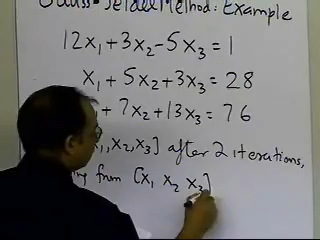 Gauss-Seidel Method: Example
12x₁+3x₂-5x₃=1
x₁+5x₂+3x₃=28
+7x₂+13x₃=76
x₁,x₂,x₃] after 2 iterations,
from [x₁ x₂ x₃]